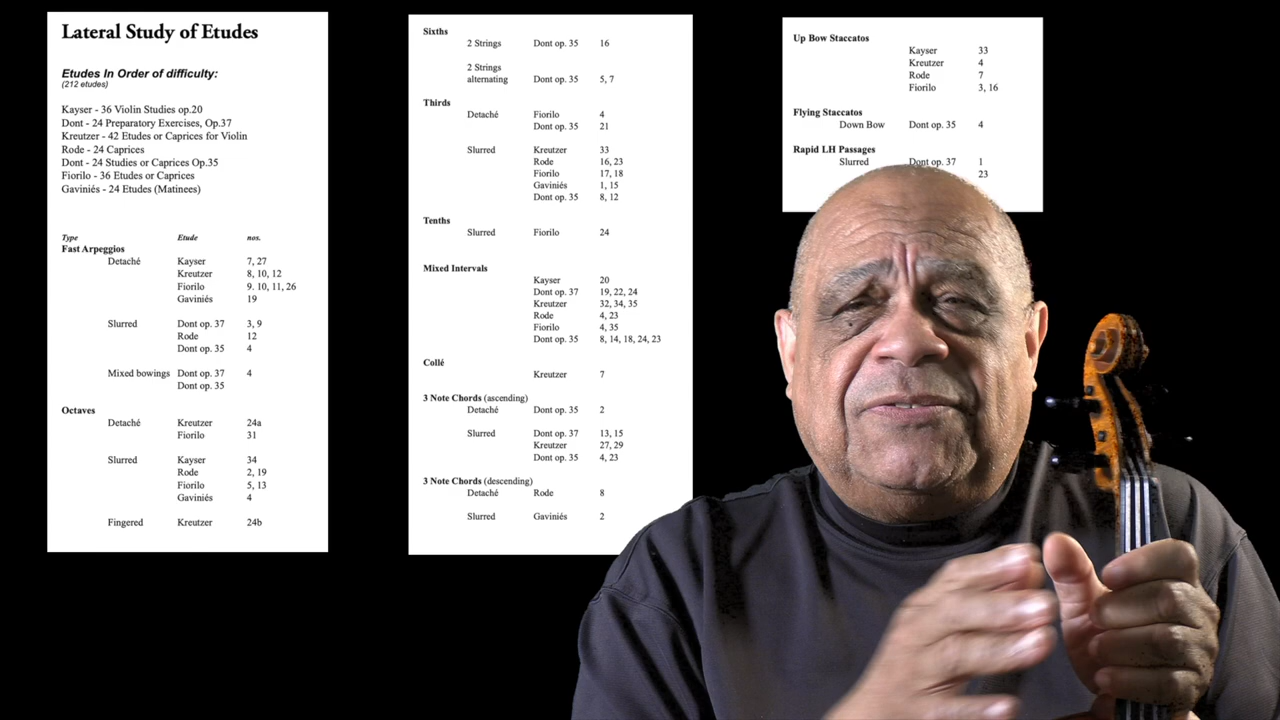 Lateral Study of Etudes
Etudes In Order of difficulty:
(212 etudes)
Kayser - 36 Violin Studies op.20
Dont - 24 Preparatory Exercises, Op.37
Kreutzer - 42 Etudes or Caprices for Violin
Rode - 24 Caprices
Dont - 24 Studies or Caprices Op.35
Fiorilo - 36 Etudes or Caprices
Gaviniés - 24 Etudes (Matinees)
Type Etude nos.
Fast Arpeggios
Detaché Kayser 7, 27
Kreutzer 8, 10, 12
Fiorilo 9. 10, 11, 26
Gaviniés 19
Slurred Dont op. 37 3, 9
Rode 12
Dont op. 35 4
Mixed bowings Dont op. 37 4
Dont op. 35
Octaves
Detaché Kreutzer 24a
Fiorilo 31
Slurred Kayser 34
Rode 2, 19
Fiorilo 5, 13
Gaviniés 4
Fingered Kreutzer 24b
Sixths
2 Strings Dont op. 35 16
2 Strings
alternating Dont op. 35 5, 7
Thirds
Detaché Fiorilo 4
Dont op. 35 21
Slurred Kreutzer 33
Rode 16, 23
Fiorilo 17, 18
Gaviniés 1, 15
Dont op. 35 8, 12
Tenths
Slurred Fiorilo 24
Mixed Intervals
Kayser 20
Dont op. 37 19, 22, 24
Kreutzer 32, 34, 35
Rode 4, 23
Fiorilo 4, 35
Dont op. 35 8, 14, 18, 24, 23
Collé
Kreutzer 7
3 Note Chords (ascending)
Detaché Dont op. 35 2
Slurred Dont op. 37 13, 15
Kreutzer 27, 29
Dont op. 35 4, 23
3 Note Chords (descending)
Detaché Rode 8
Slurred Gaviniés 2
Up Bow Staccatos
Kayser 33
Kreutzer 4
Rode 7
Fiorilo 3, 16
Flying Staccatos
Down Bow Dont op. 35 4
Rapid LH Passages
Slurred Dont op. 37 1
23